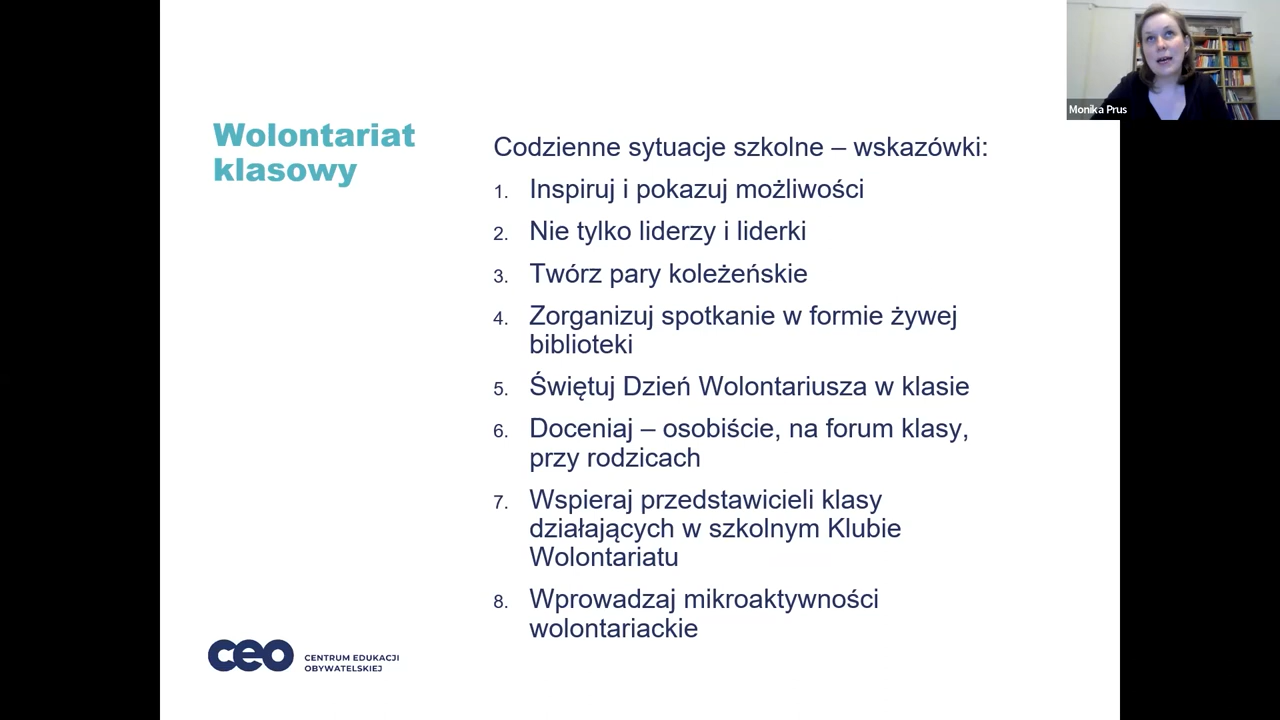 Monika Prus
Wolontariat
klasowy
Codzienne sytuacje szkolne – wskazówki:
1. Inspiruj i pokazuj możliwości
2. Nie tylko liderzy i liderki
3. Twórz pary koleżeńskie
4. Zorganizuj spotkanie w formie żywej
biblioteki
5. Świętuj Dzień Wolontariusza w klasie
6. Doceniaj – osobiście, na forum klasy,
przy rodzicach
7. Wspieraj przedstawicieli klasy
działających w szkolnym Klubie
Wolontariatu
8. Wprowadzaj mikroaktywności
wolontariackie
ceo
CENTRUM EDUKACJI
OBYWATELSKIEJ